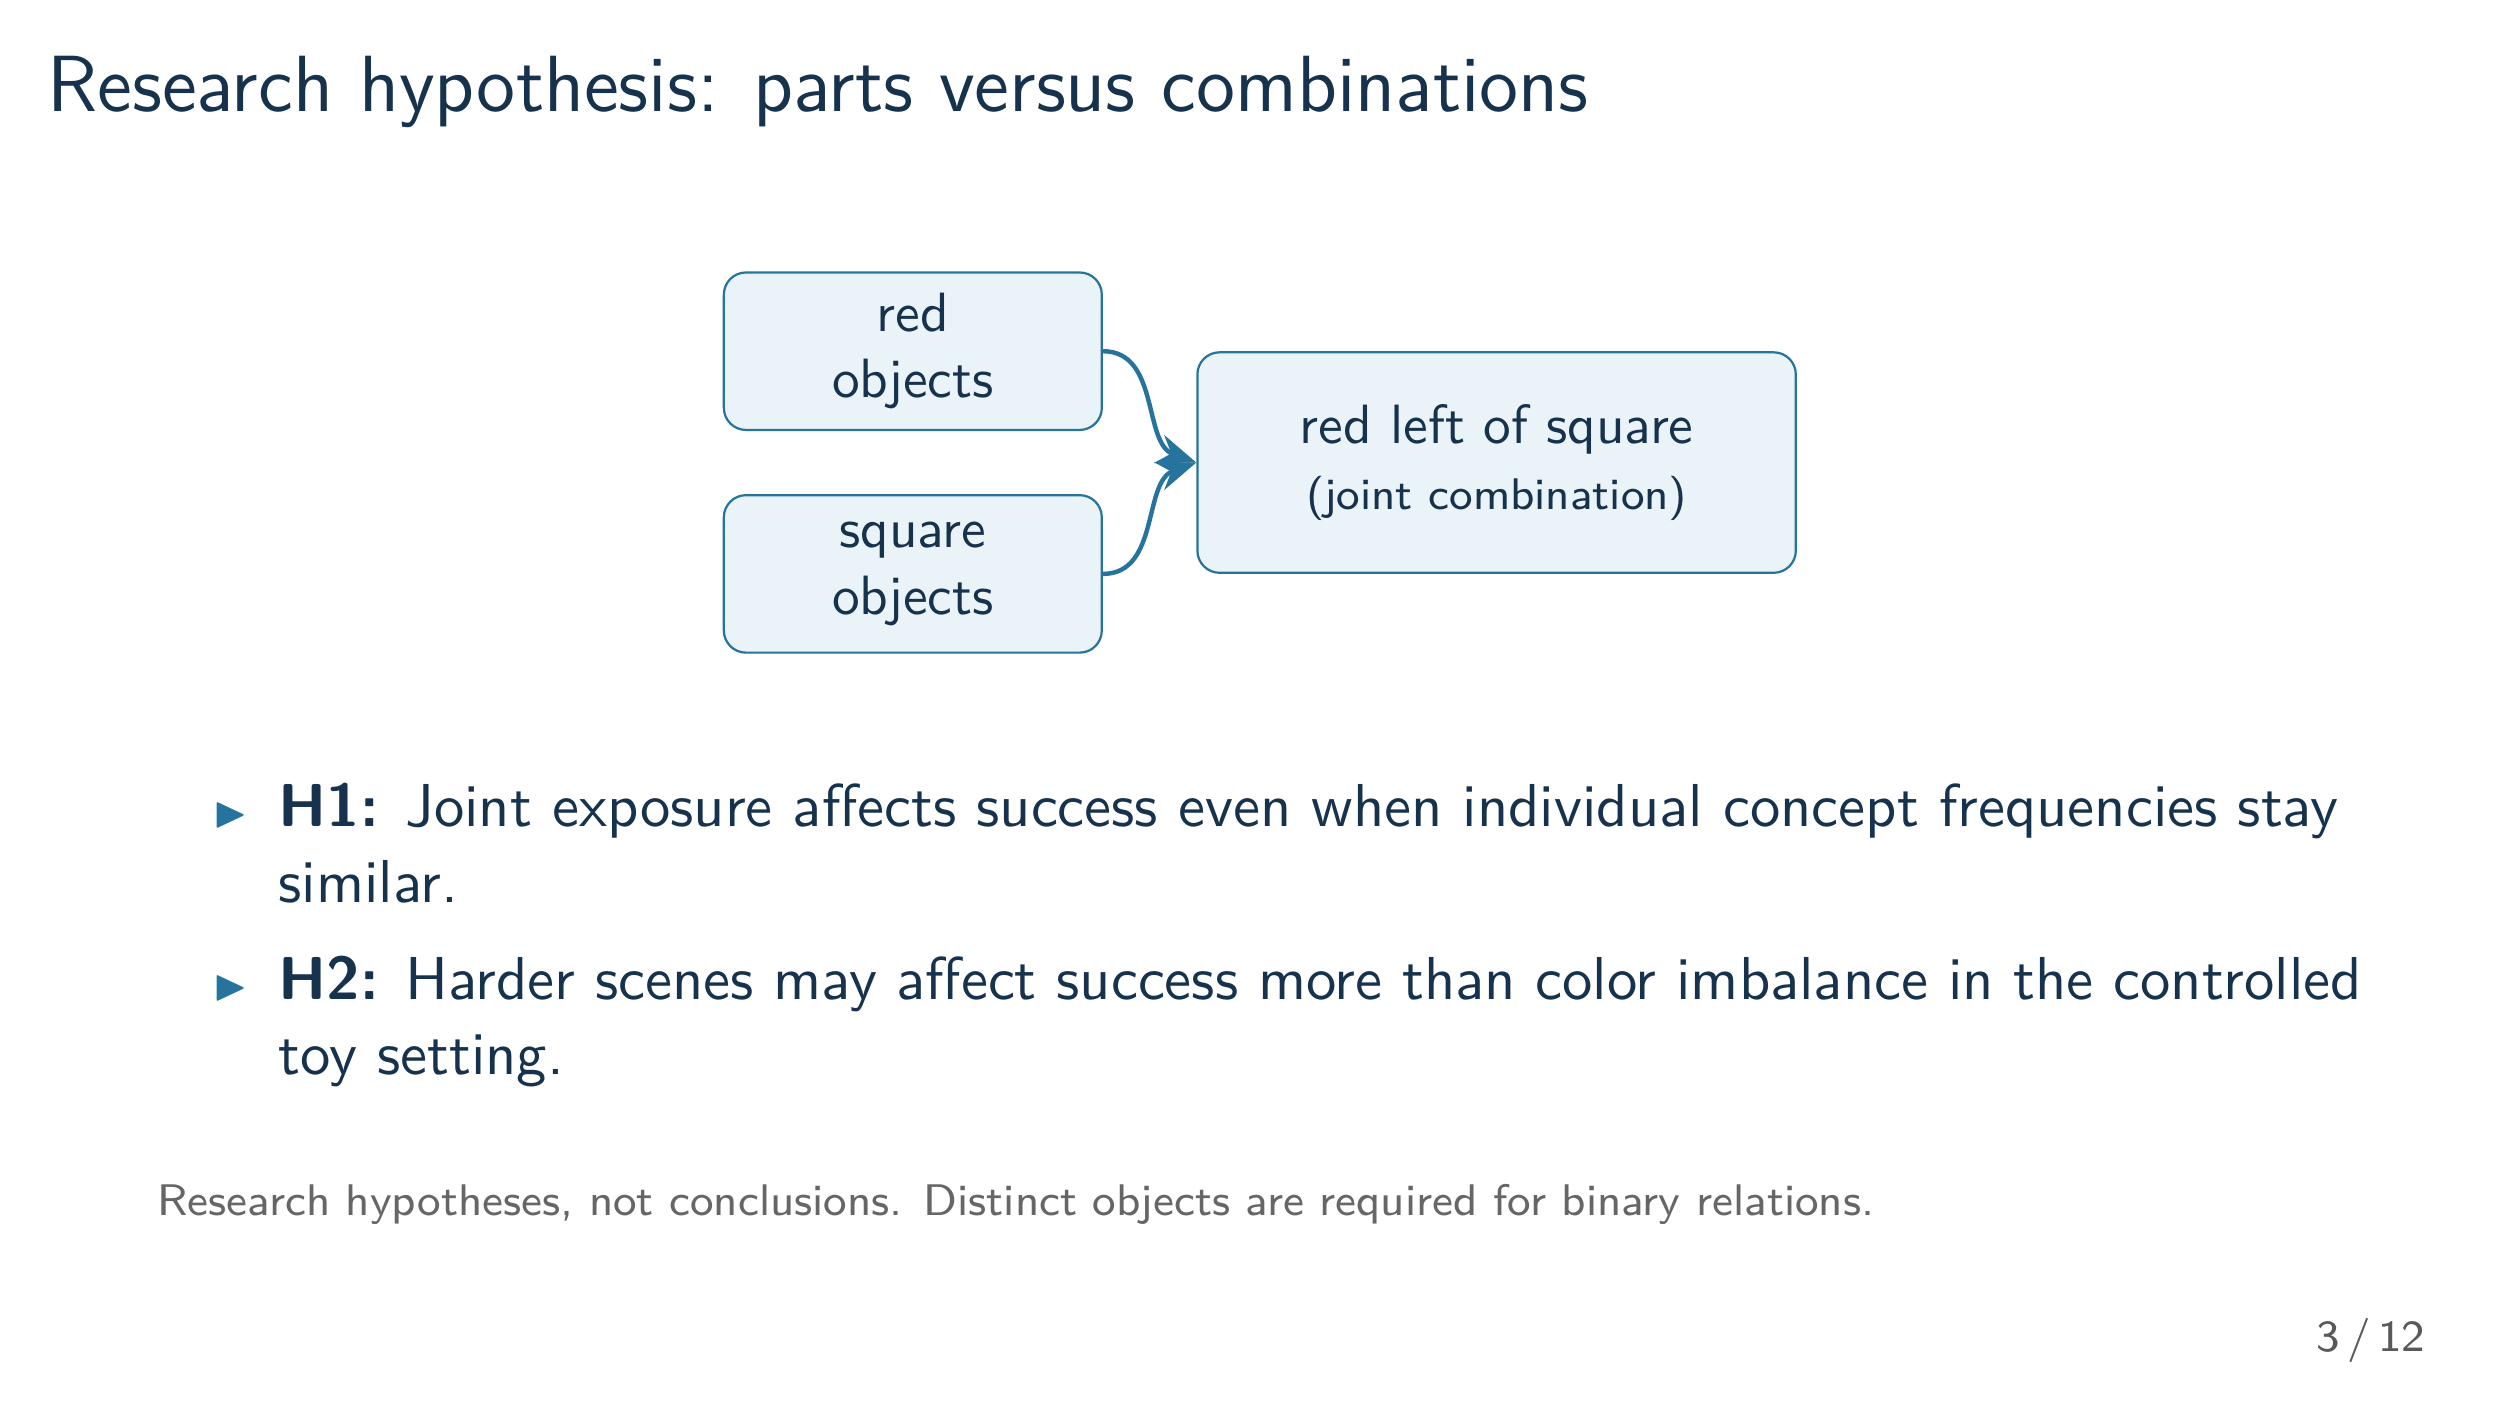 Research hypothesis: parts versus combinations
red
objects
square
objects
red left of square
(joint combination)
H1: Joint exposure affects success even when individual concept frequencies stay
similar.
H2: Harder scenes may affect success more than color imbalance in the controlled
toy setting.
Research hypotheses, not conclusions. Distinct objects are required for binary relations.
3 / 12